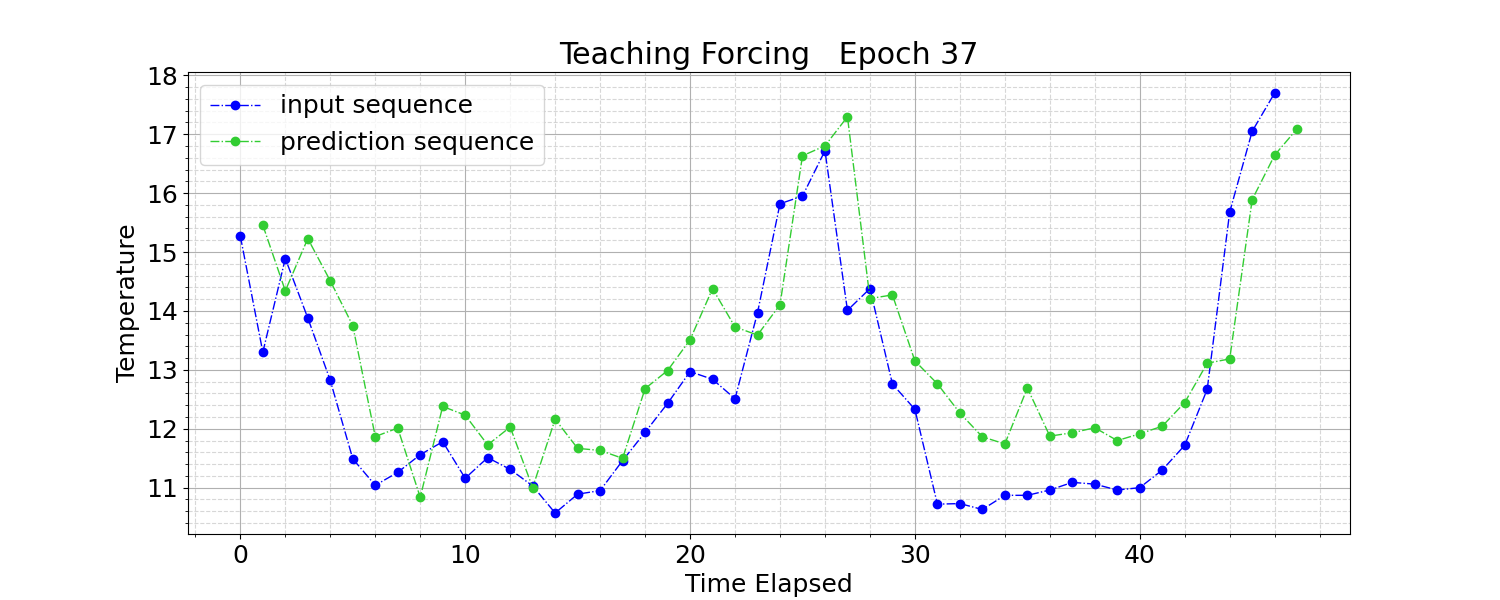 Teaching Forcing   Epoch 37
18
17
16
15
14
13
12
11
Temperature
input sequence
prediction sequence
0 10 20 30 40
Time Elapsed